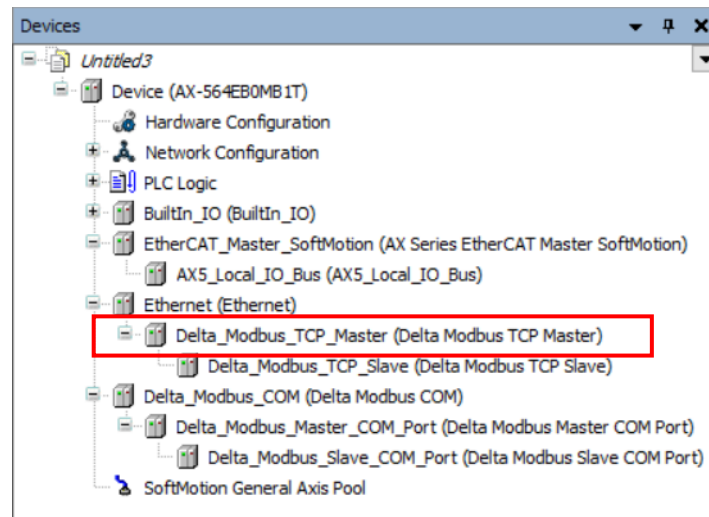 Devices
Untitled3
Device (AX-564EB0MB1T)
Hardware Configuration
Network Configuration
PLC Logic
BuiltIn_IO (BuiltIn_IO)
EtherCAT_Master_SoftMotion (AX Series EtherCAT Master SoftMotion)
AX5_Local_IO_Bus (AX5_Local_IO_Bus)
Ethernet (Ethernet)
Delta_Modbus_TCP_Master (Delta Modbus TCP Master)
Delta_Modbus_TCP_Slave (Delta Modbus TCP Slave)
Delta_Modbus_COM (Delta Modbus COM)
Delta_Modbus_Master_COM_Port (Delta Modbus Master COM Port)
Delta_Modbus_Slave_COM_Port (Delta Modbus Slave COM Port)
SoftMotion General Axis Pool